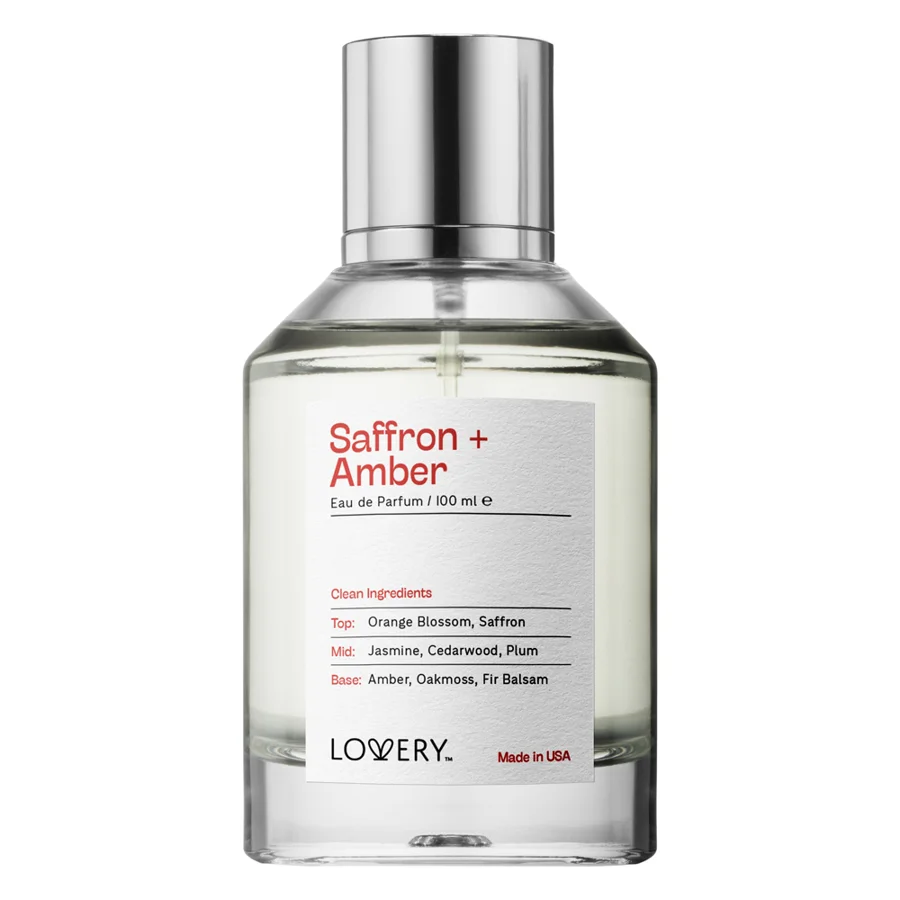 Saffron +
Amber
Eau de Parfum / 100 ml ℮
Clean Ingredients
Top: Orange Blossom, Saffron
Mid: Jasmine, Cedarwood, Plum
Base: Amber, Oakmoss, Fir Balsam
LOVERY™
Made in USA